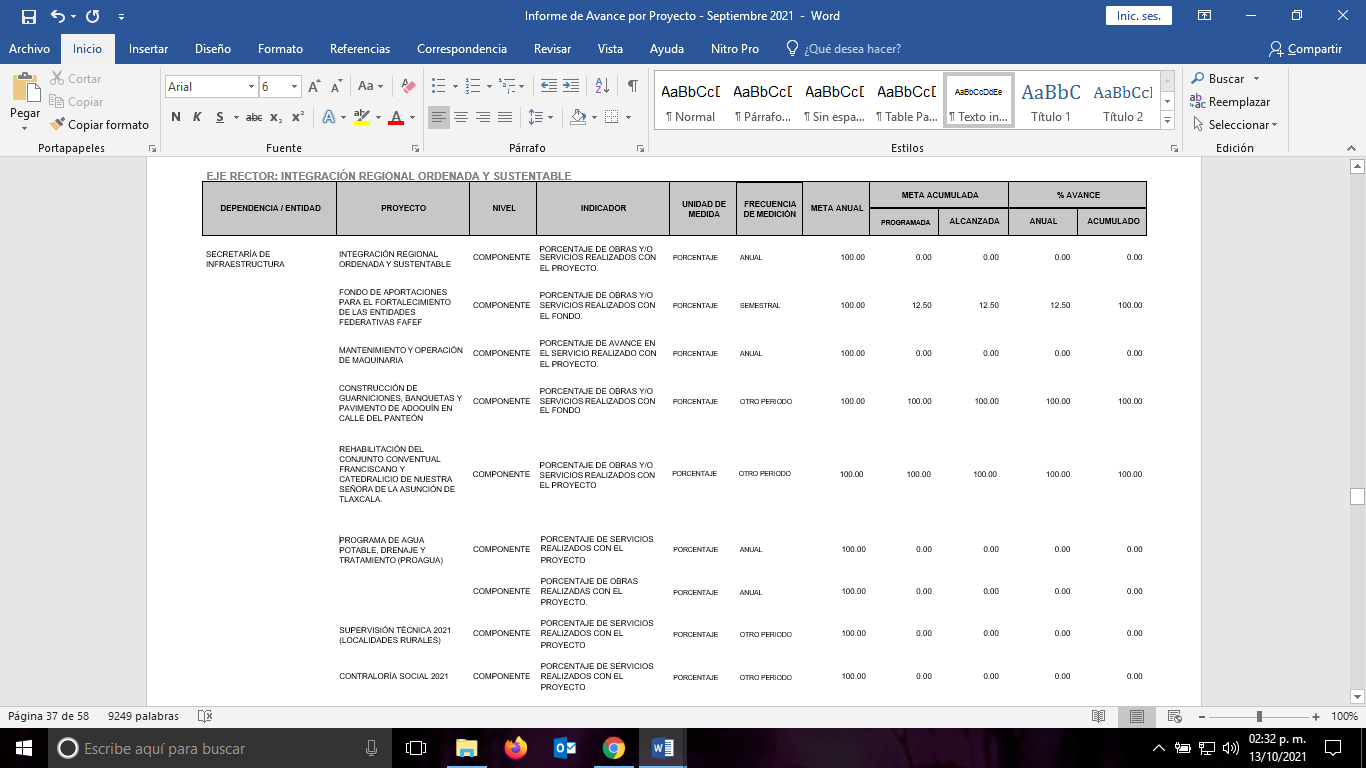 Informe de Avance por Proyecto - Septiembre 2021 - Word
Inic. ses.
Archivo Inicio Insertar Diseño Formato Referencias Correspondencia Revisar Vista Ayuda Nitro Pro ¿Qué desea hacer? Compartir
Pegar
Cortar
Copiar
Copiar formato
Portapapeles
Arial 6
Aa
N K S abc x₂ x²
Fuente
Párrafo
AaBbCcI AaBbCcI AaBbCcI AaBbCcI AaBbCcDdEe AaBbC AaBbCcI
¶ Normal ¶ Párrafo... ¶ Sin espa... ¶ Table Pa... ¶ Texto in... Título 1 Título 2
Estilos
Buscar
Reemplazar
Seleccionar
Edición
EJE RECTOR: INTEGRACIÓN REGIONAL ORDENADA Y SUSTENTABLE
DEPENDENCIA / ENTIDAD
PROYECTO
NIVEL
INDICADOR
UNIDAD DE
MEDIDA
FRECUENCIA
DE MEDICIÓN
META ANUAL
META ACUMULADA
PROGRAMADA ALCANZADA
% AVANCE
ANUAL ACUMULADO
SECRETARÍA DE
INFRAESTRUCTURA
INTEGRACIÓN REGIONAL
ORDENADA Y SUSTENTABLE
COMPONENTE
PORCENTAJE DE OBRAS Y/O
SERVICIOS REALIZADOS CON
EL PROYECTO.
PORCENTAJE ANUAL 100.00 0.00 0.00 0.00 0.00
FONDO DE APORTACIONES
PARA EL FORTALECIMIENTO
DE LAS ENTIDADES
FEDERATIVAS FAFEF
COMPONENTE
PORCENTAJE DE OBRAS Y/O
SERVICIOS REALIZADOS CON
EL FONDO.
PORCENTAJE SEMESTRAL 100.00 12.50 12.50 12.50 100.00
MANTENIMIENTO Y OPERACIÓN
DE MAQUINARIA
COMPONENTE
PORCENTAJE DE AVANCE EN
EL SERVICIO REALIZADO CON
EL PROYECTO.
PORCENTAJE ANUAL 100.00 0.00 0.00 0.00 0.00
CONSTRUCCIÓN DE
GUARNICIONES, BANQUETAS Y
PAVIMENTO DE ADOQUÍN EN
CALLE DEL PANTEÓN
COMPONENTE
PORCENTAJE DE OBRAS Y/O
SERVICIOS REALIZADOS CON
EL FONDO
PORCENTAJE OTRO PERIODO 100.00 100.00 100.00 100.00 100.00
REHABILITACIÓN DEL
CONJUNTO CONVENTUAL
FRANCISCANO Y
CATEDRALICIO DE NUESTRA
SEÑORA DE LA ASUNCIÓN DE
TLAXCALA.
COMPONENTE
PORCENTAJE DE OBRAS Y/O
SERVICIOS REALIZADOS CON
EL PROYECTO
PORCENTAJE OTRO PERIODO 100.00 100.00 100.00 100.00 100.00
PROGRAMA DE AGUA
POTABLE, DRENAJE Y
TRATAMIENTO (PROAGUA)
COMPONENTE
PORCENTAJE DE SERVICIOS
REALIZADOS CON EL
PROYECTO
PORCENTAJE ANUAL 100.00 0.00 0.00 0.00 0.00
COMPONENTE
PORCENTAJE DE OBRAS
REALIZADAS CON EL
PROYECTO.
PORCENTAJE ANUAL 100.00 0.00 0.00 0.00 0.00
SUPERVISIÓN TÉCNICA 2021
(LOCALIDADES RURALES)
COMPONENTE
PORCENTAJE DE SERVICIOS
REALIZADOS CON EL
PROYECTO
PORCENTAJE OTRO PERIODO 100.00 0.00 0.00 0.00 0.00
CONTRALORÍA SOCIAL 2021
COMPONENTE
PORCENTAJE DE SERVICIOS
REALIZADOS CON EL
PROYECTO
PORCENTAJE OTRO PERIODO 100.00 0.00 0.00 0.00 0.00
Página 37 de 58 9249 palabras
100%
Escribe aquí para buscar
02:32 p. m.
13/10/2021